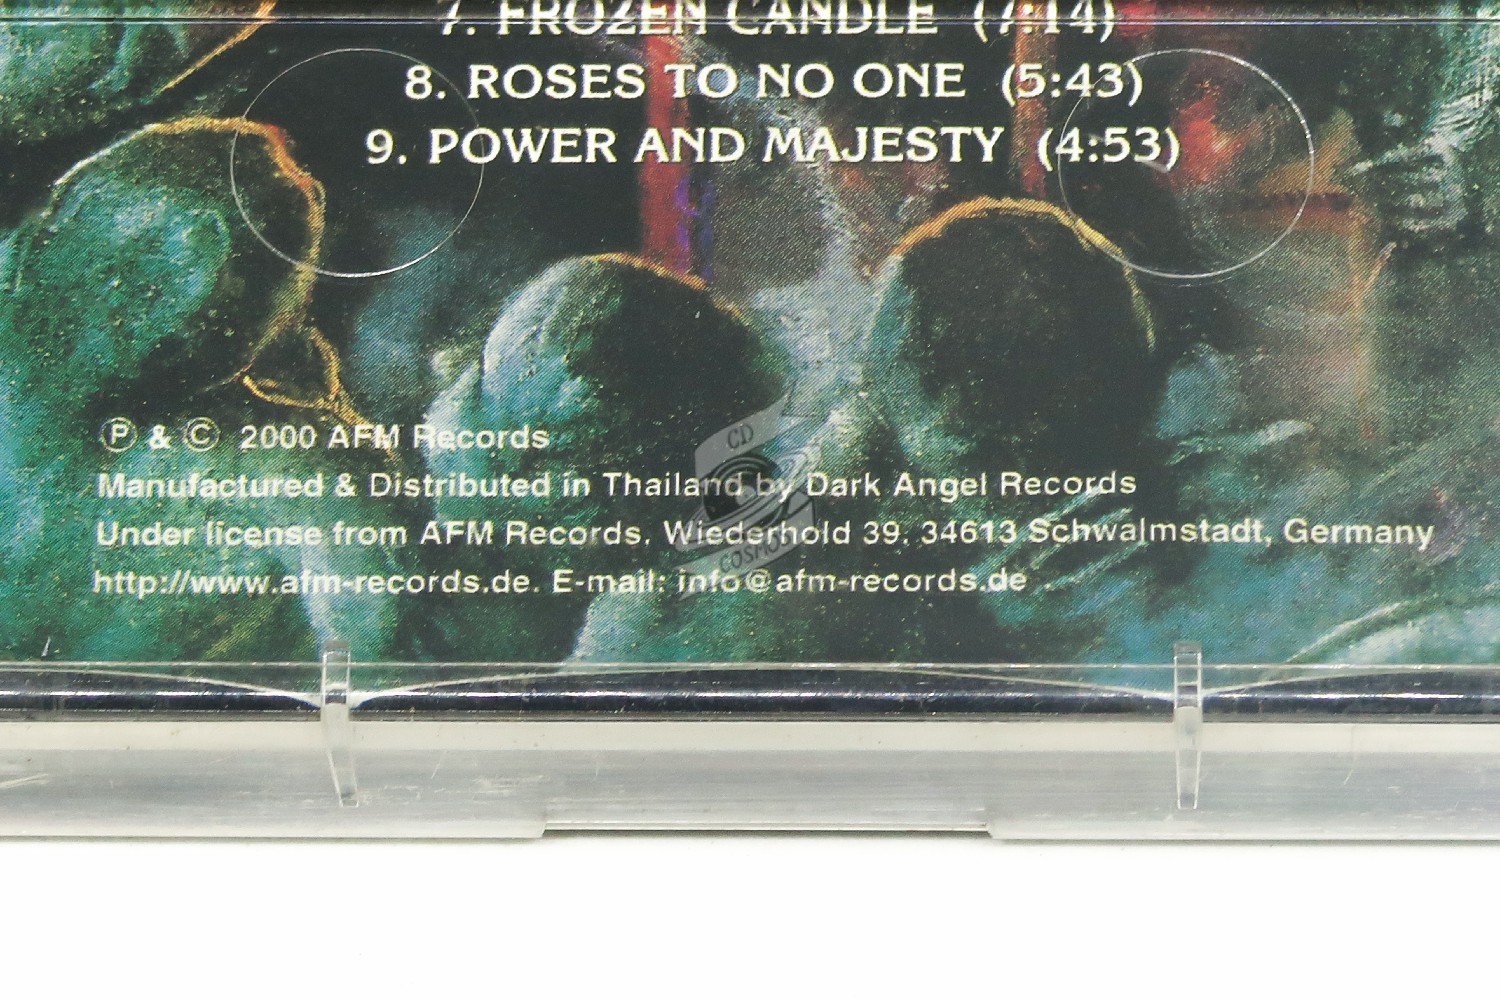 7. FROZEN CANDLE (7:14)
8. ROSES TO NO ONE (5:43)
9. POWER AND MAJESTY (4:53)
Ⓟ & Ⓒ 2000 AFM Records
CD
Manufactured & Distributed in Thailand by Dark Angel Records
Under license from AFM Records. Wiederhold 39. 34613 Schwalmstadt, Germany
COSMOS
http://www.afm-records.de. E-mail: info@afm-records.de .